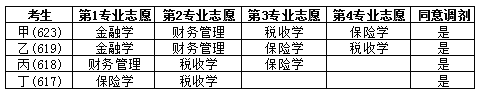 考生 第1专业志愿 第2专业志愿 第3专业志愿 第4专业志愿 同意调剂
甲(623) 金融学 财务管理 税收学 保险学 是
乙(619) 金融学 财务管理 保险学 税收学 是
丙(618) 财务管理 税收学 保险学 是
丁(617) 保险学 税收学 是